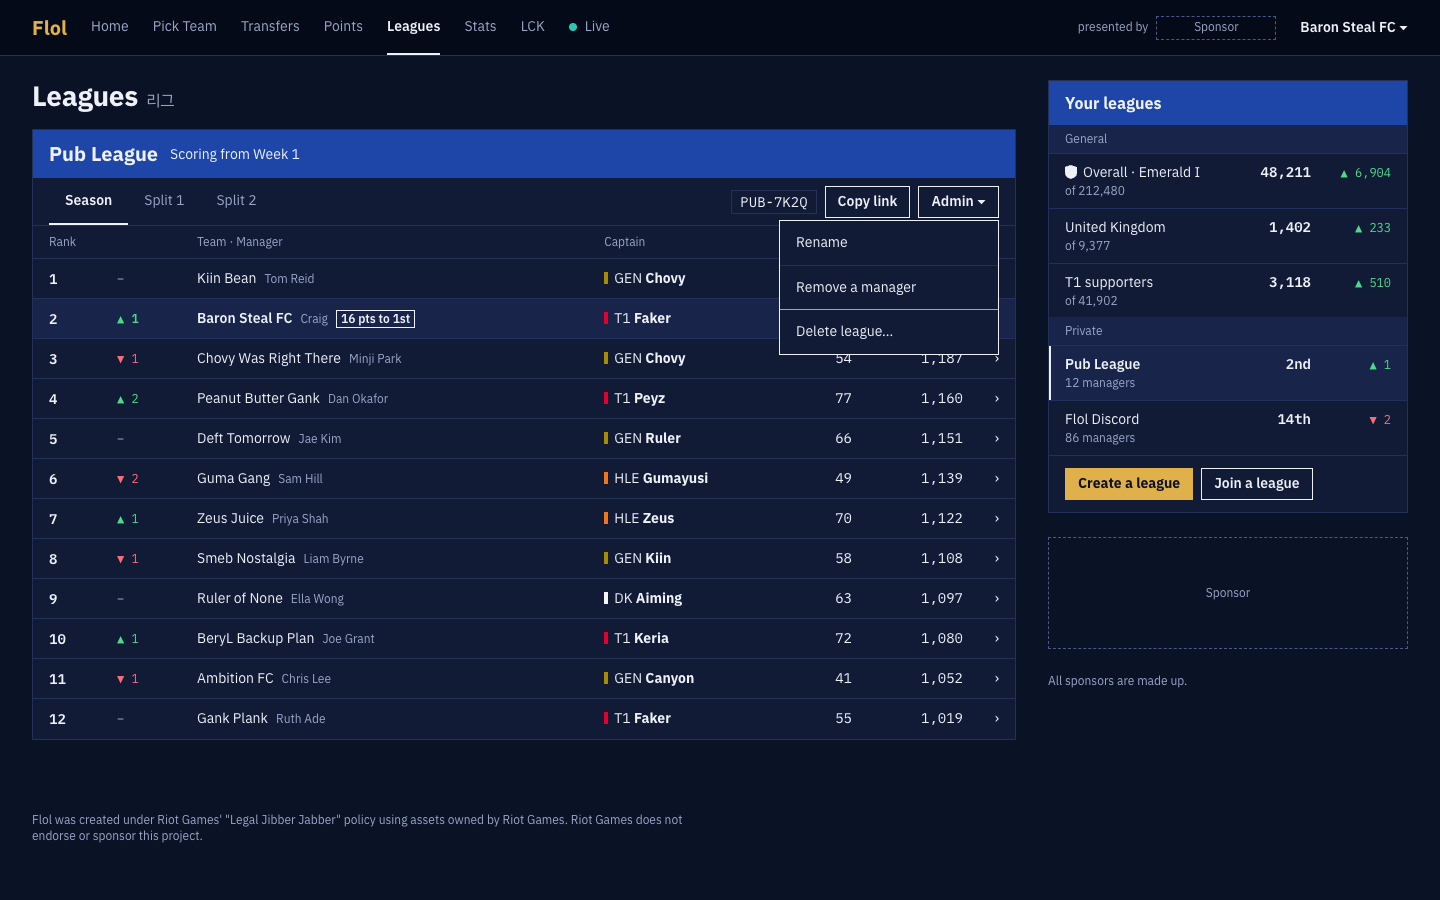 Flol Home Pick Team Transfers Points Leagues Stats LCK Live presented by Sponsor Baron Steal FC
Leagues 리그
Pub League Scoring from Week 1
Season Split 1 Split 2 PUB-7K2Q Copy link Admin
Rename
Remove a manager
Delete league...
Rank Team · Manager Captain
1 – Kiin Bean Tom Reid GEN Chovy
2 ▲ 1 Baron Steal FC Craig 16 pts to 1st T1 Faker
3 ▼ 1 Chovy Was Right There Minji Park GEN Chovy 54 1,187 ›
4 ▲ 2 Peanut Butter Gank Dan Okafor T1 Peyz 77 1,160 ›
5 – Deft Tomorrow Jae Kim GEN Ruler 66 1,151 ›
6 ▼ 2 Guma Gang Sam Hill HLE Gumayusi 49 1,139 ›
7 ▲ 1 Zeus Juice Priya Shah HLE Zeus 70 1,122 ›
8 ▼ 1 Smeb Nostalgia Liam Byrne GEN Kiin 58 1,108 ›
9 – Ruler of None Ella Wong DK Aiming 63 1,097 ›
10 ▲ 1 BeryL Backup Plan Joe Grant T1 Keria 72 1,080 ›
11 ▼ 1 Ambition FC Chris Lee GEN Canyon 41 1,052 ›
12 – Gank Plank Ruth Ade T1 Faker 55 1,019 ›
Your leagues
General
Overall · Emerald I 48,211 ▲ 6,904
of 212,480
United Kingdom 1,402 ▲ 233
of 9,377
T1 supporters 3,118 ▲ 510
of 41,902
Private
Pub League 2nd ▲ 1
12 managers
Flol Discord 14th ▼ 2
86 managers
Create a league Join a league
Sponsor
All sponsors are made up.
Flol was created under Riot Games' "Legal Jibber Jabber" policy using assets owned by Riot Games. Riot Games does not
endorse or sponsor this project.